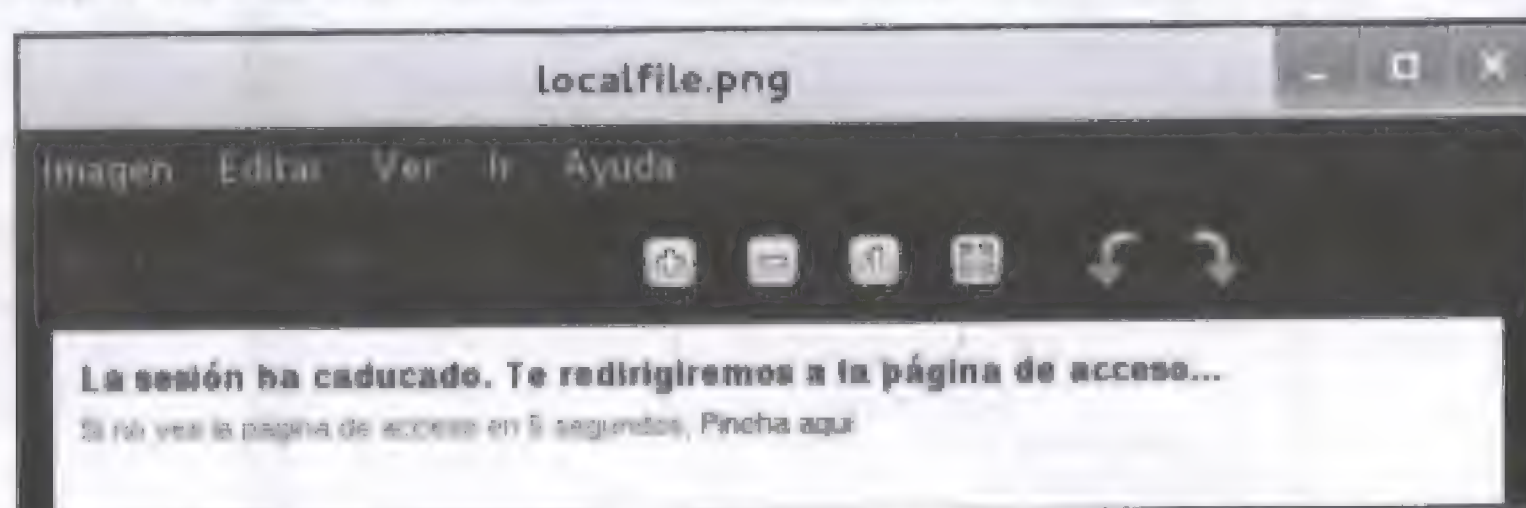 localfile.png
Imagen Editar Ver Ir Ayuda
La sesión ha caducado. Te redirigiremos a la página de acceso...
Si no ves la página de acceso en 5 segundos, Pincha aquí